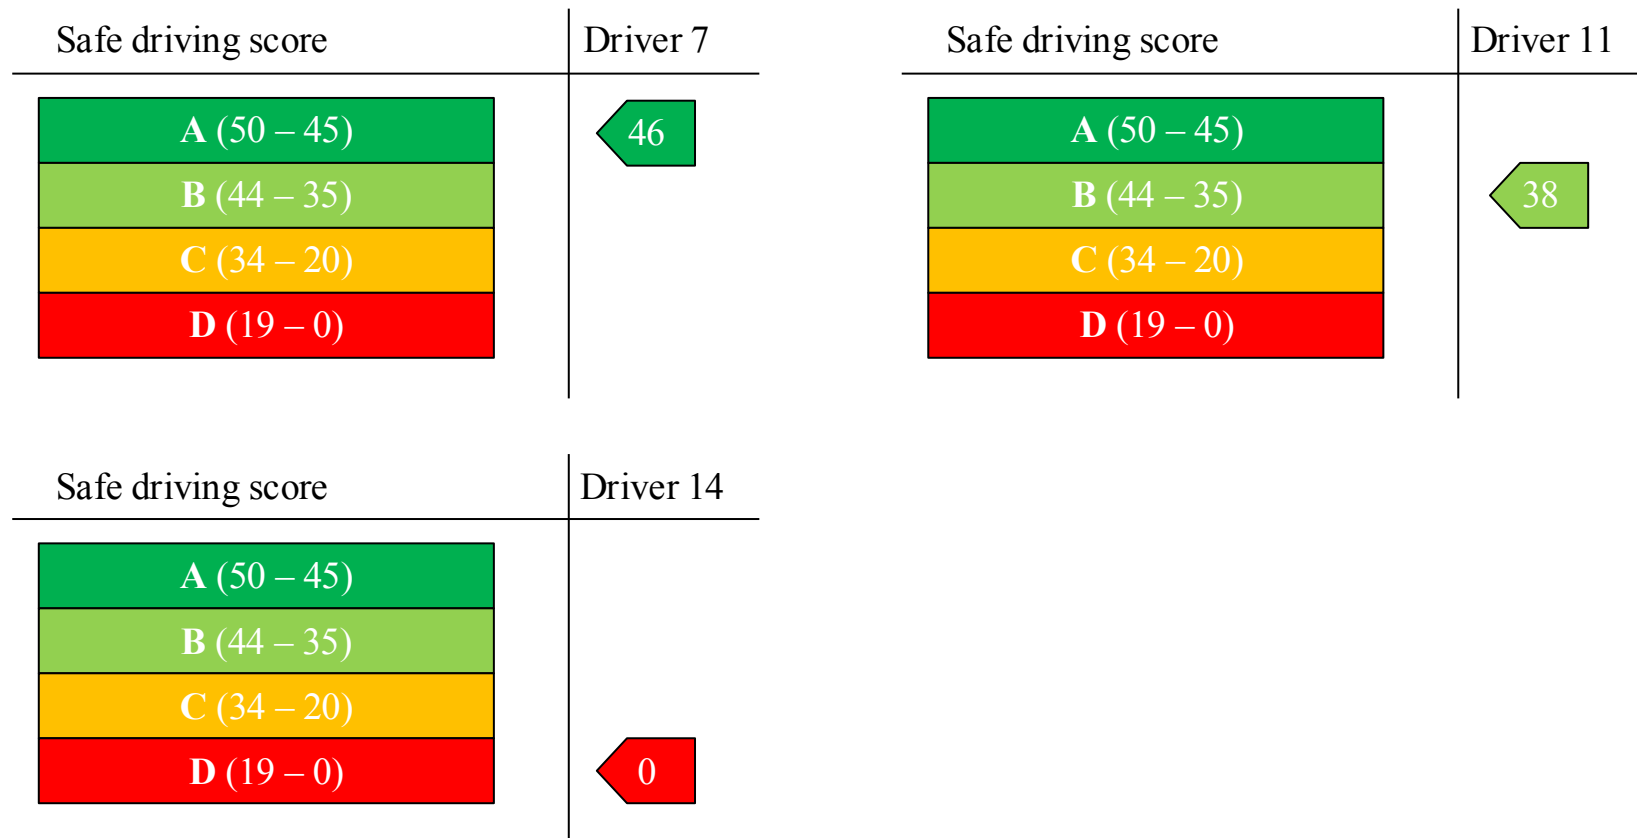 Safe driving score Driver 7
A (50 – 45) 46
B (44 – 35)
C (34 – 20)
D (19 – 0)
Safe driving score Driver 11
A (50 – 45)
B (44 – 35) 38
C (34 – 20)
D (19 – 0)
Safe driving score Driver 14
A (50 – 45)
B (44 – 35)
C (34 – 20)
D (19 – 0) 0